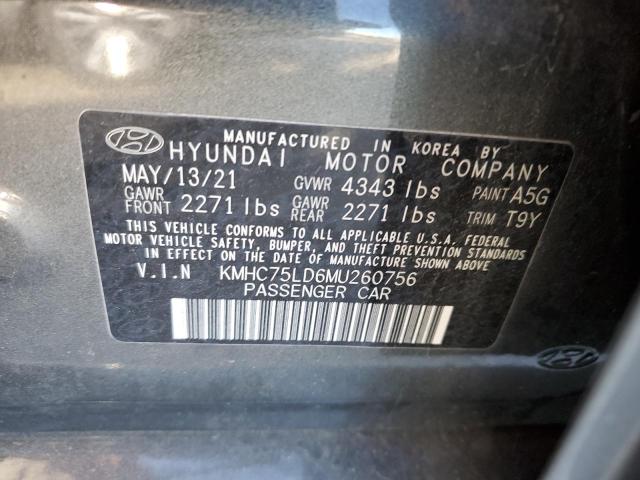 MANUFACTURED IN KOREA BY
HYUNDAI MOTOR COMPANY
MAY/13/21 GVWR 4343 lbs PAINT A5G
GAWR FRONT 2271 lbs GAWR REAR 2271 lbs TRIM T9Y
THIS VEHICLE CONFORMS TO ALL APPLICABLE U.S.A. FEDERAL
MOTOR VEHICLE SAFETY, BUMPER, AND THEFT PREVENTION STANDARDS
IN EFFECT ON THE DATE OF MANUFACTURE SHOWN ABOVE.
V.I.N KMHC75LD6MU260756
PASSENGER CAR